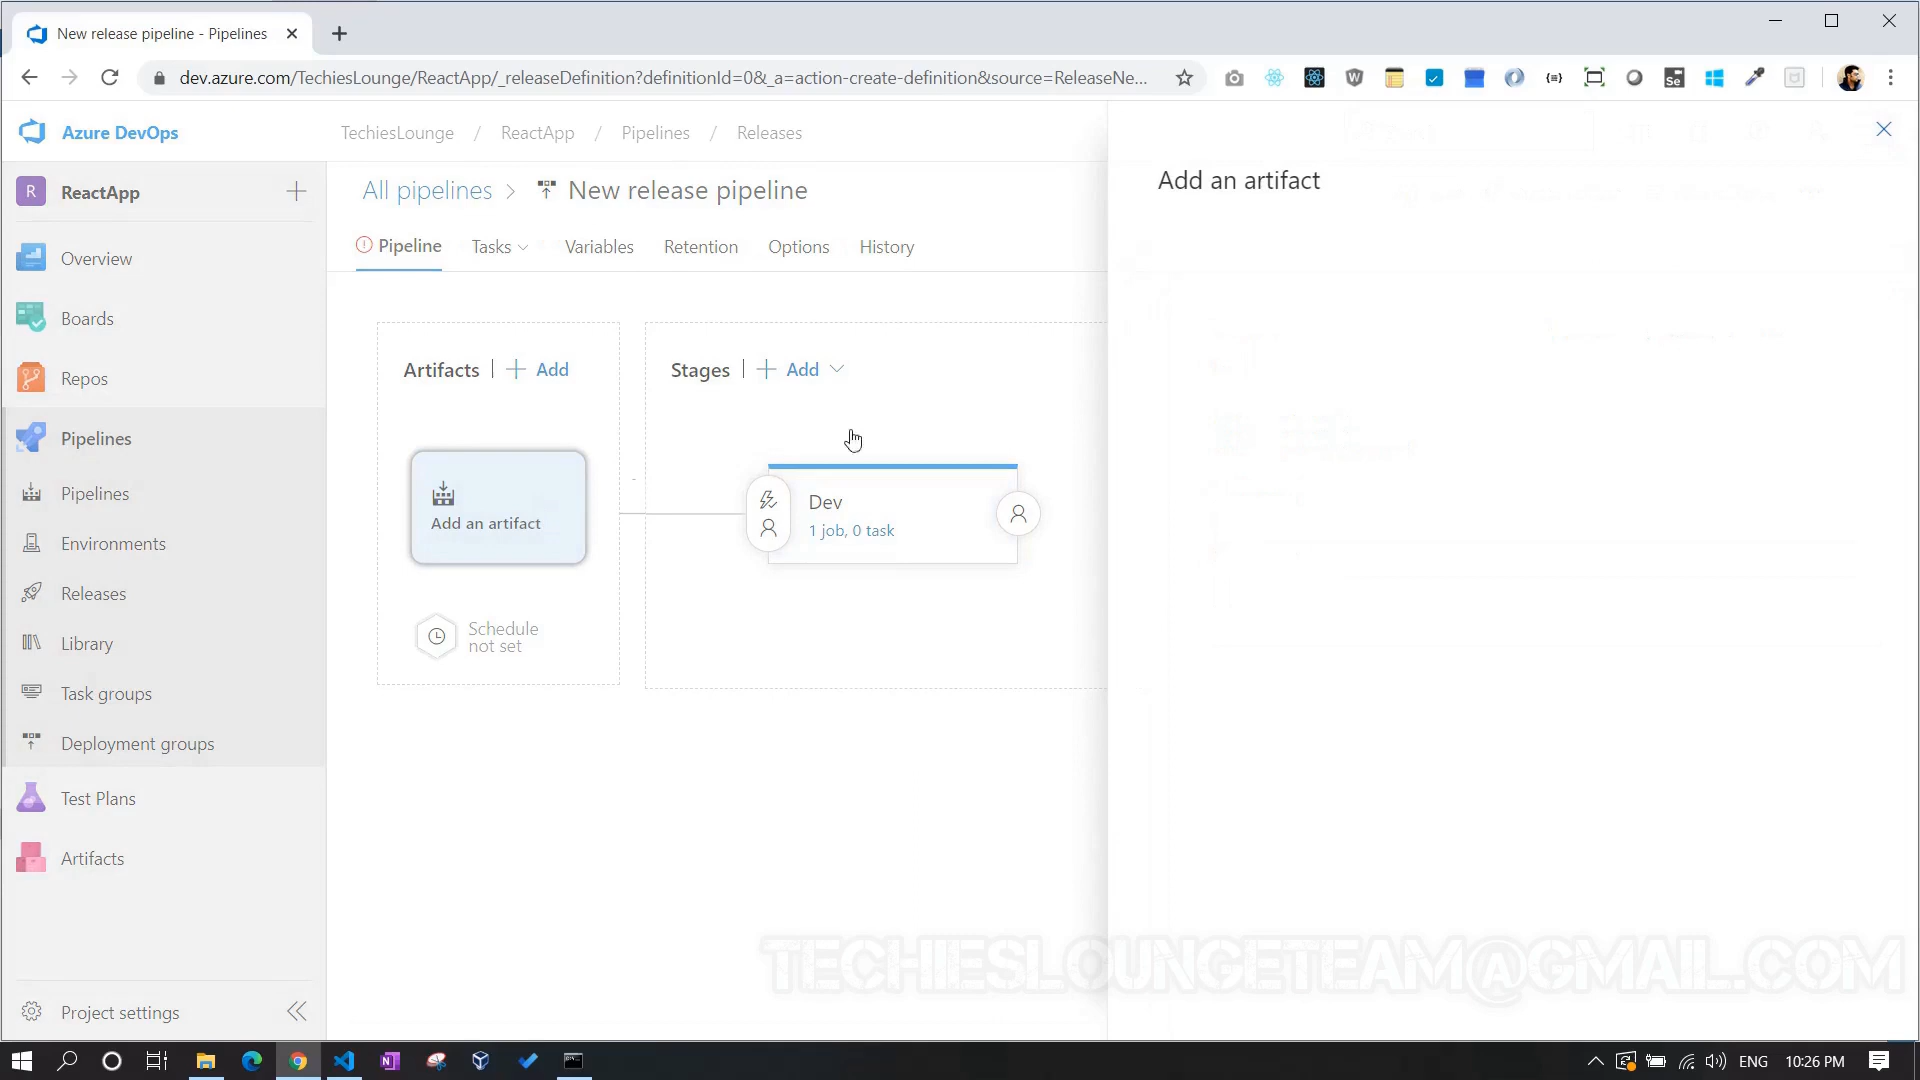 New release pipeline - Pipelines
dev.azure.com/TechiesLounge/ReactApp/_releaseDefinition?definitionId=0&_a=action-create-definition&source=ReleaseNe...
Azure DevOps
TechiesLounge / ReactApp / Pipelines / Releases
R ReactApp
All pipelines > New release pipeline
Add an artifact
Pipeline Tasks Variables Retention Options History
Overview
Boards
Repos
Pipelines
Pipelines
Environments
Releases
Library
Task groups
Deployment groups
Test Plans
Artifacts
Project settings
Artifacts | + Add
Add an artifact
Schedule
not set
Stages | + Add
Dev
1 job, 0 task
TECHIESLOUNGETEAM@GMAIL.COM
ENG 10:26 PM